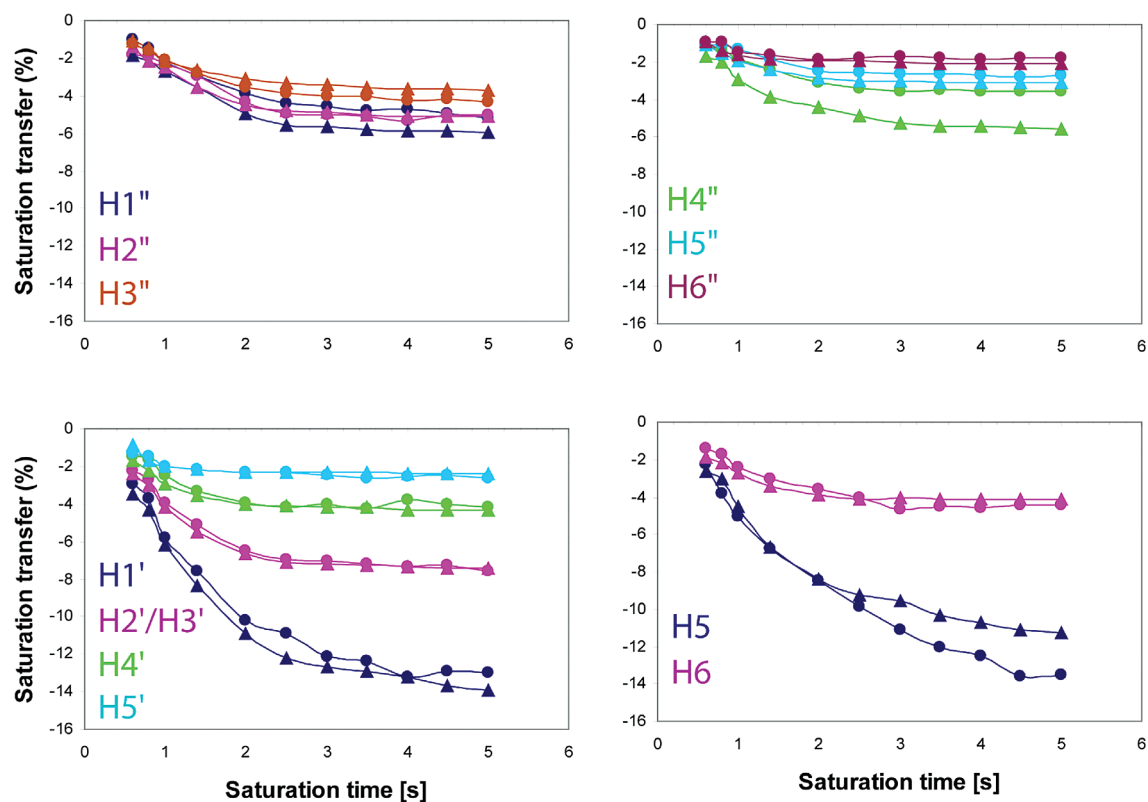 Saturation transfer (%)
0
-2
-4
-6
-8
-10
-12
-14
-16
0 1 2 3 4 5 6
H1"
H2"
H3"
0
-2
-4
-6
-8
-10
-12
-14
-16
0 1 2 3 4 5 6
H4"
H5"
H6"
Saturation transfer (%)
0
-2
-4
-6
-8
-10
-12
-14
-16
0 1 2 3 4 5 6
H1'
H2'/H3'
H4'
H5'
Saturation time [s]
0
-2
-4
-6
-8
-10
-12
-14
-16
0 1 2 3 4 5 6
H5
H6
Saturation time [s]